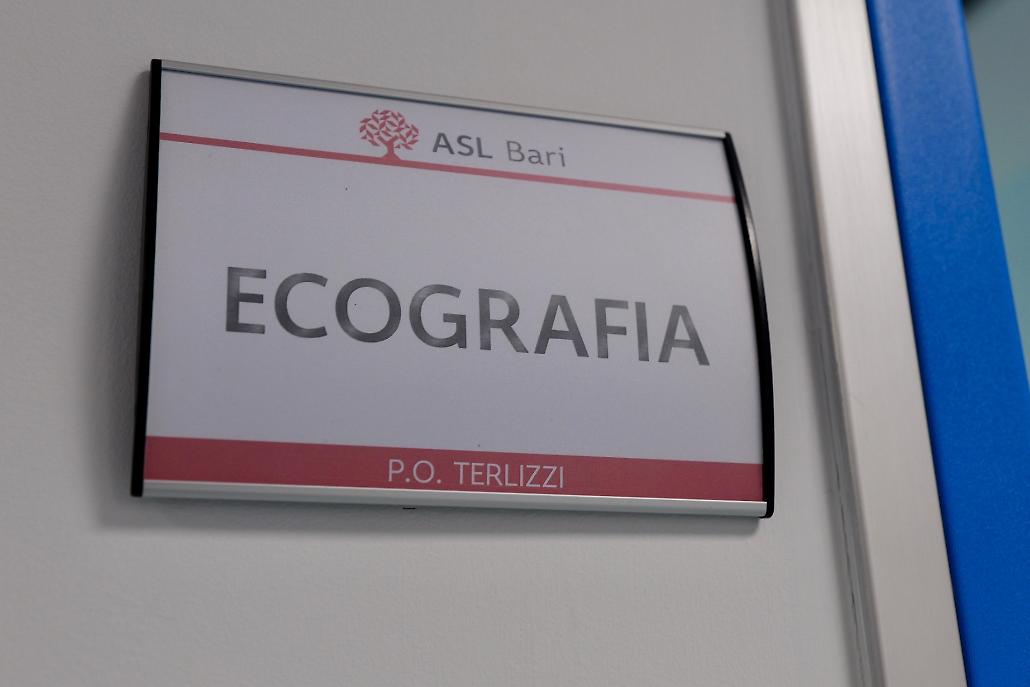 ASL Bari
ECOGRAFIA
P.O. TERLIZZI